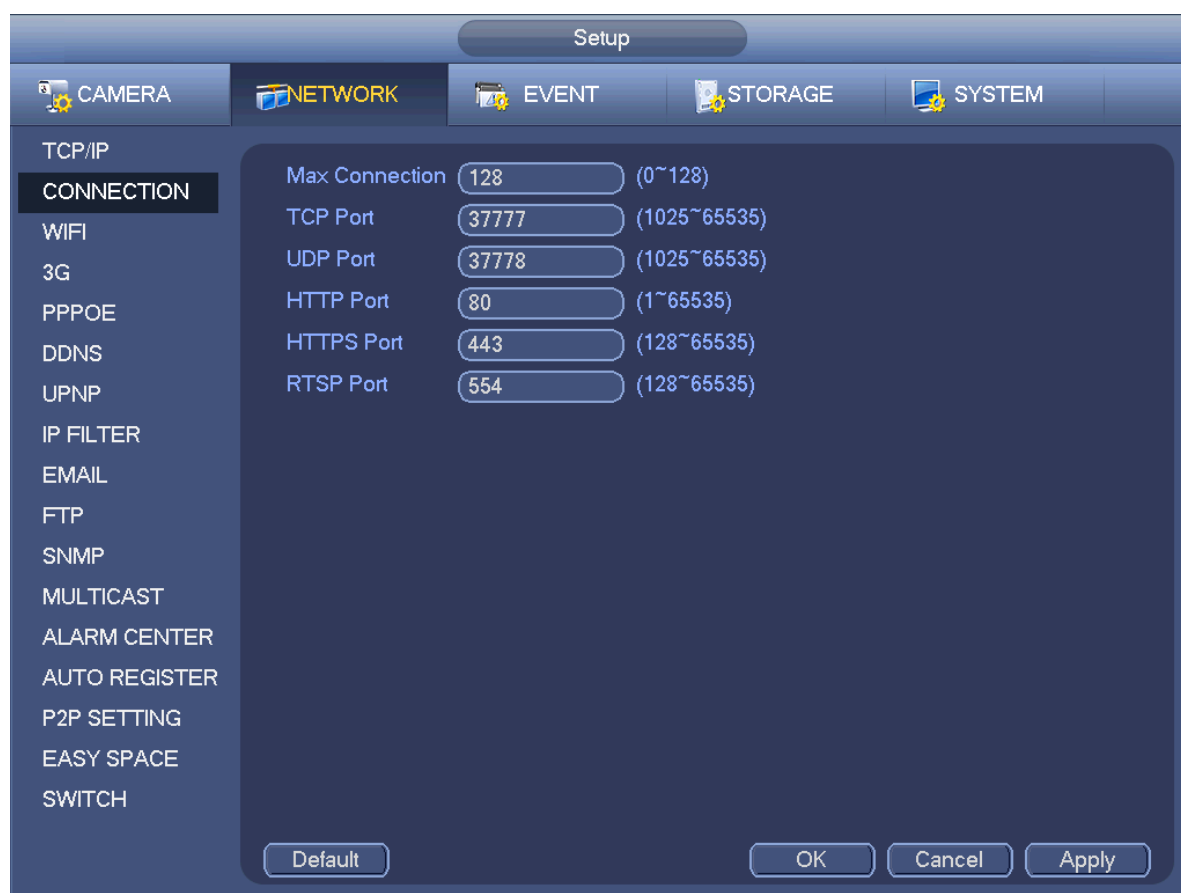 Setup
CAMERA NETWORK EVENT STORAGE SYSTEM
TCP/IP
CONNECTION
WIFI
3G
PPPOE
DDNS
UPNP
IP FILTER
EMAIL
FTP
SNMP
MULTICAST
ALARM CENTER
AUTO REGISTER
P2P SETTING
EASY SPACE
SWITCH
Max Connection 128 (0~128)
TCP Port 37777 (1025~65535)
UDP Port 37778 (1025~65535)
HTTP Port 80 (1~65535)
HTTPS Port 443 (128~65535)
RTSP Port 554 (128~65535)
Default OK Cancel Apply